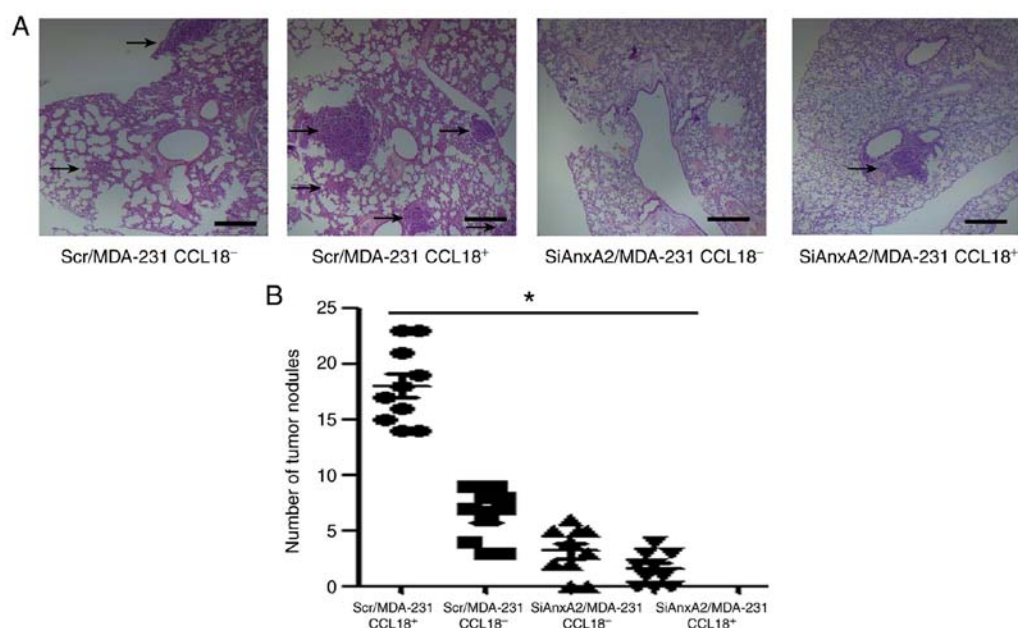 A
Scr/MDA-231 CCL18⁻
Scr/MDA-231 CCL18⁺
SiAnxA2/MDA-231 CCL18⁻
SiAnxA2/MDA-231 CCL18⁺
B
*
Number of tumor nodules
25
20
15
10
5
0
Scr/MDA-231
CCL18⁺
Scr/MDA-231
CCL18⁻
SiAnxA2/MDA-231
CCL18⁻
SiAnxA2/MDA-231
CCL18⁺